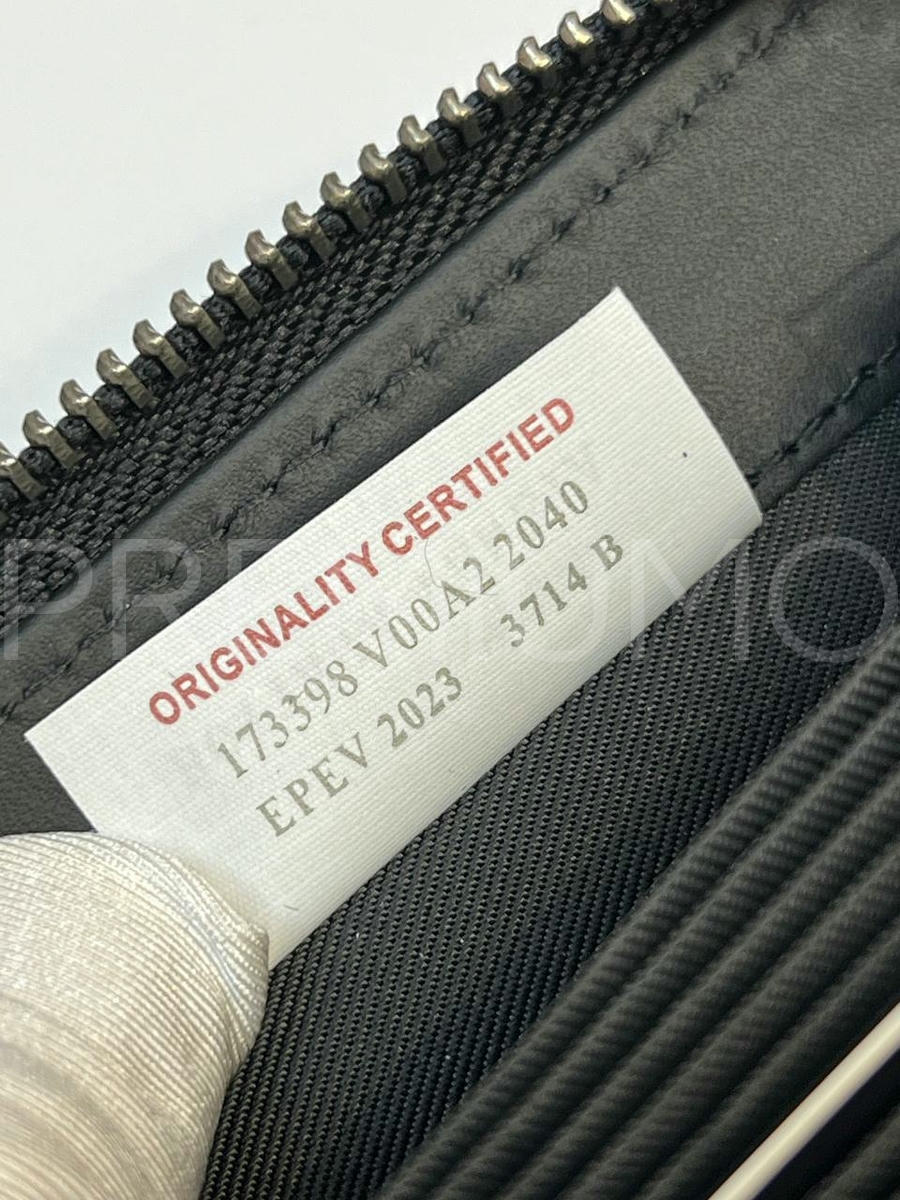 ORIGINALITY CERTIFIED
173398 V00A2 2040
EPEV 2023 3714 B